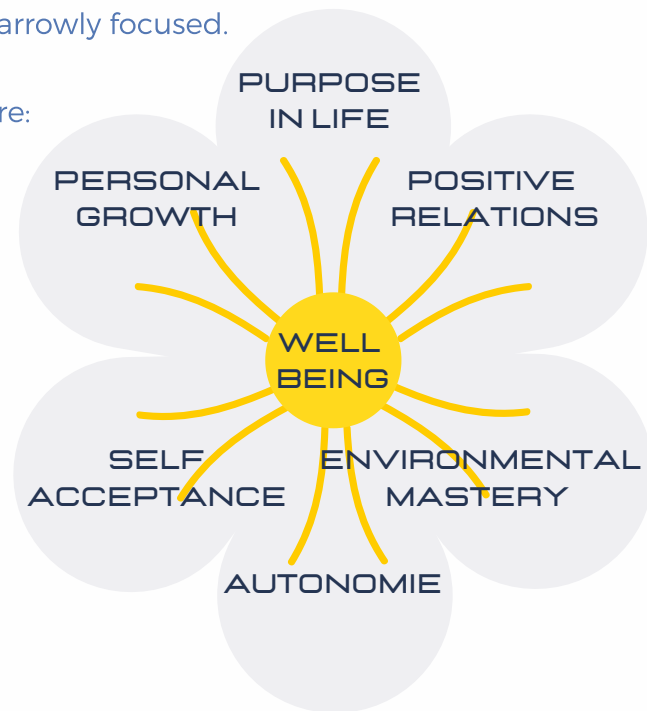 arrowly focused.
re:
PURPOSE
IN LIFE
PERSONAL
GROWTH
POSITIVE
RELATIONS
WELL
BEING
SELF
ACCEPTANCE
ENVIRONMENTAL
MASTERY
AUTONOMIE